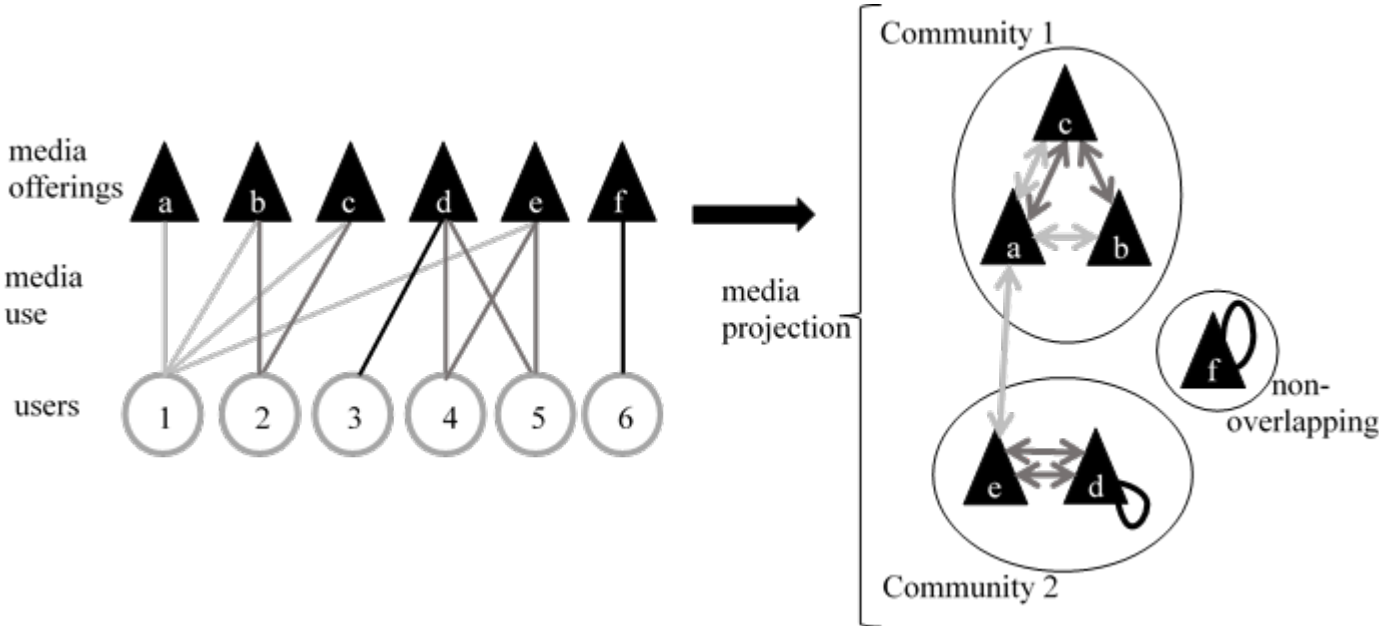 media
offerings
a b c d e f
media
use
users
1 2 3 4 5 6
media
projection
Community 1
c
a b
f
non-
overlapping
e d
Community 2